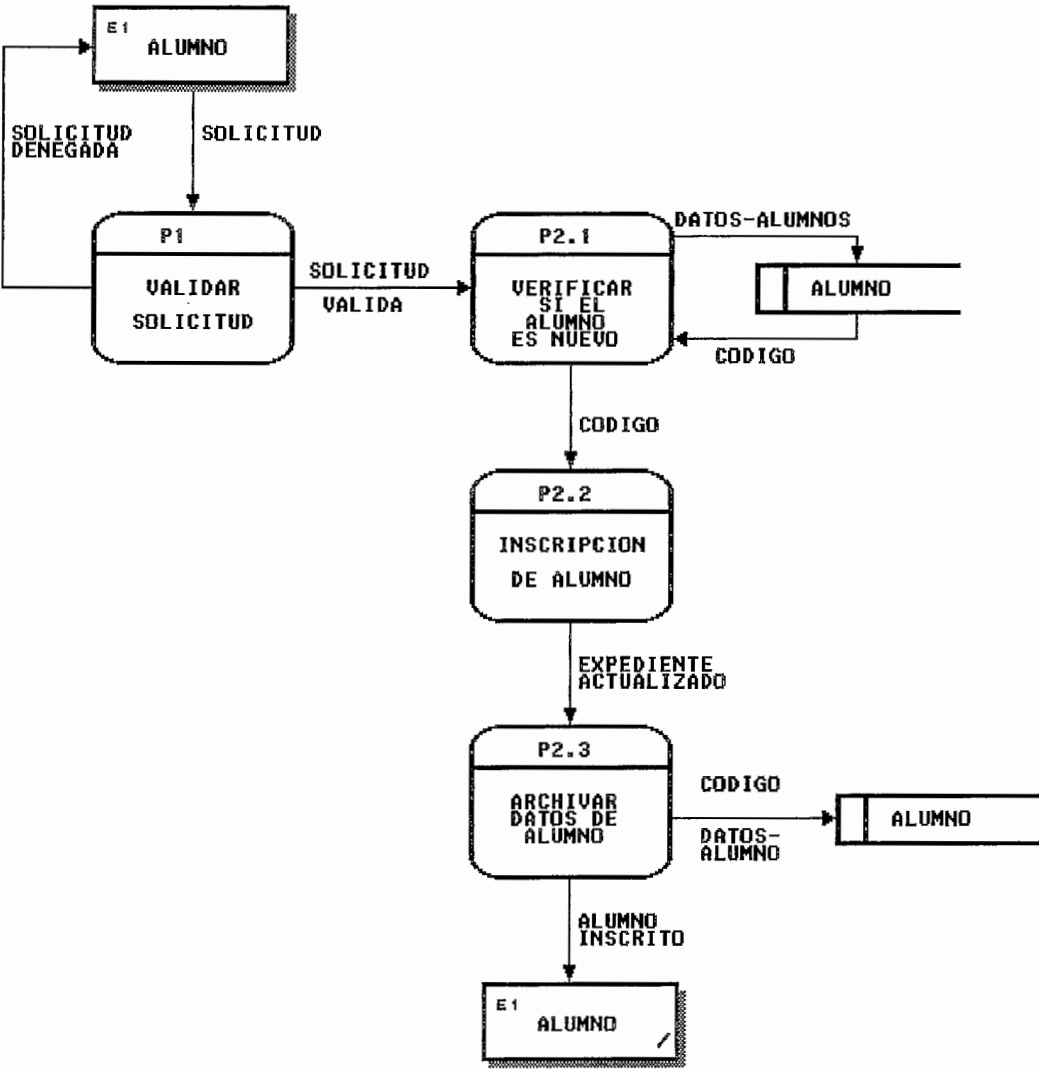 E1
ALUMNO
SOLICITUD
DENEGADA
SOLICITUD
P1
VALIDAR
SOLICITUD
SOLICITUD
VALIDA
P2.1
VERIFICAR
SI EL
ALUMNO
ES NUEVO
DATOS-ALUMNOS
ALUMNO
CODIGO
CODIGO
P2.2
INSCRIPCION
DE ALUMNO
EXPEDIENTE
ACTUALIZADO
P2.3
ARCHIVAR
DATOS DE
ALUMNO
CODIGO
DATOS-
ALUMNO
ALUMNO
ALUMNO
INSCRITO
E1
ALUMNO